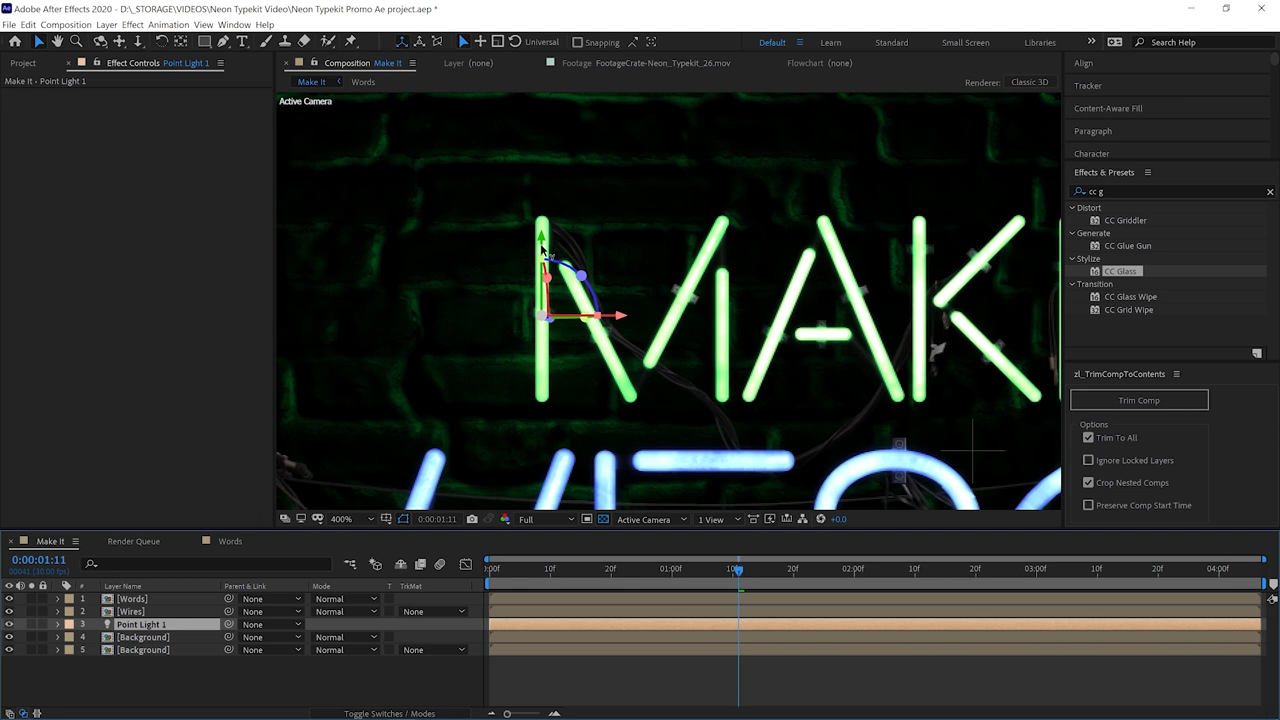 Adobe After Effects 2020 - D:\_STORAGE\VIDEOS\Neon Typekit Video\Neon Typekit Promo Ae project.aep *
File Edit Composition Layer Effect Animation View Window Help
Universal Snapping Default Learn Standard Small Screen Libraries Search Help
Project Effect Controls Point Light 1 Composition Make It Layer (none) Footage FootageCrate-Neon_Typekit_26.mov Flowchart (none) Align
Make It • Point Light 1 Make It Words Renderer: Classic 3D
Tracker
Active Camera
Content-Aware Fill
Paragraph
Character
Effects & Presets
cc g
Distort
CC Griddler
Generate
CC Glue Gun
Stylize
CC Glass
Transition
CC Glass Wipe
CC Grid Wipe
MAK
zl_TrimCompToContents
Trim Comp
Options
Trim To All
Ignore Locked Layers
Crop Nested Comps
Preserve Comp Start Time
400% 0:00:01:11 Full Active Camera 1 View +0.0
Make It Render Queue Words
0:00:01:11
00041 (30.00 fps)
:00f 10f 20f 01:00f 10f 20f 02:00f 10f 20f 03:00f 10f 20f 04:00f
# Layer Name Parent & Link Mode T TrkMat
1 [Words] None Normal
2 [Wires] None Normal None
3 Point Light 1 None
4 [Background] None Normal
5 [Background] None Normal None
Toggle Switches / Modes